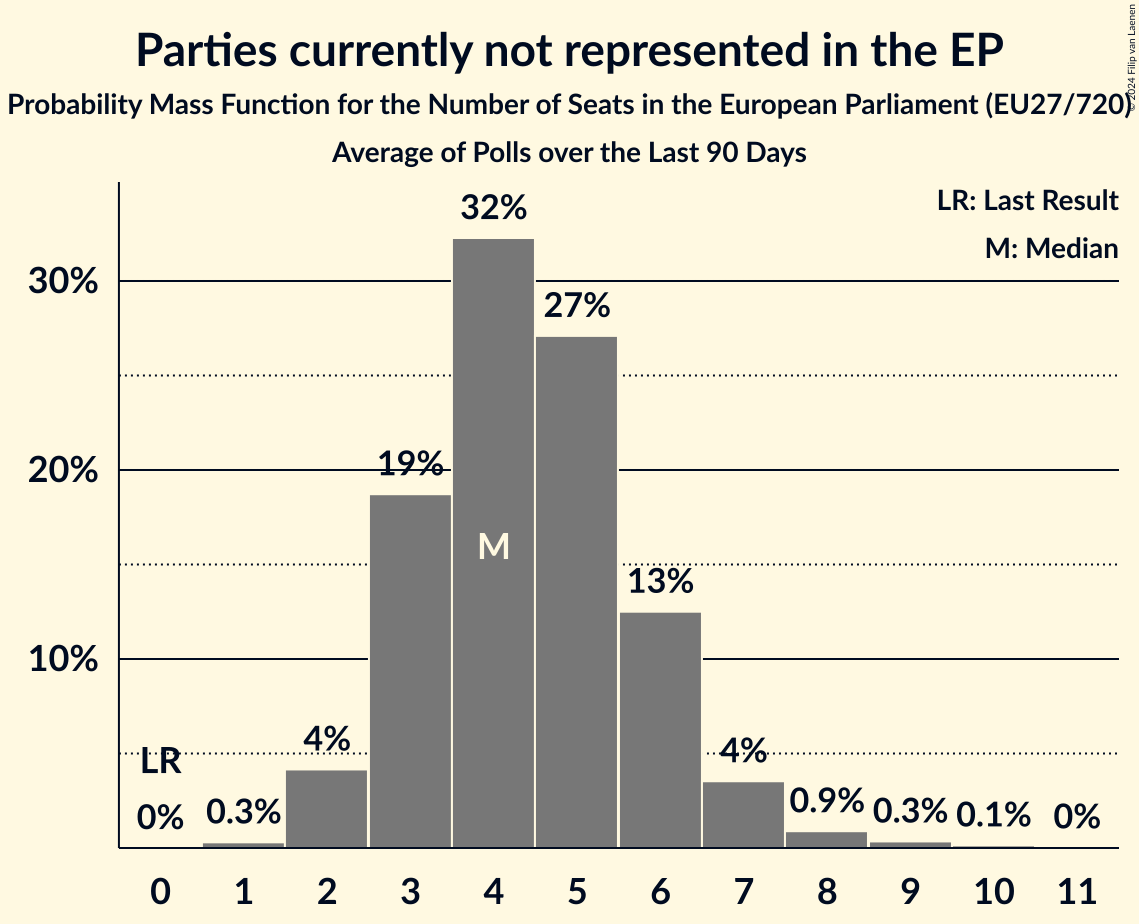 Parties currently not represented in the EP
Probability Mass Function for the Number of Seats in the European Parliament (EU27/720)
Average of Polls over the Last 90 Days
© 2024 Filip van Laenen
LR: Last Result
M: Median
30%
20%
10%
LR
0%
0.3%
4%
19%
32%
M
27%
13%
4%
0.9%
0.3%
0.1%
0%
0 1 2 3 4 5 6 7 8 9 10 11